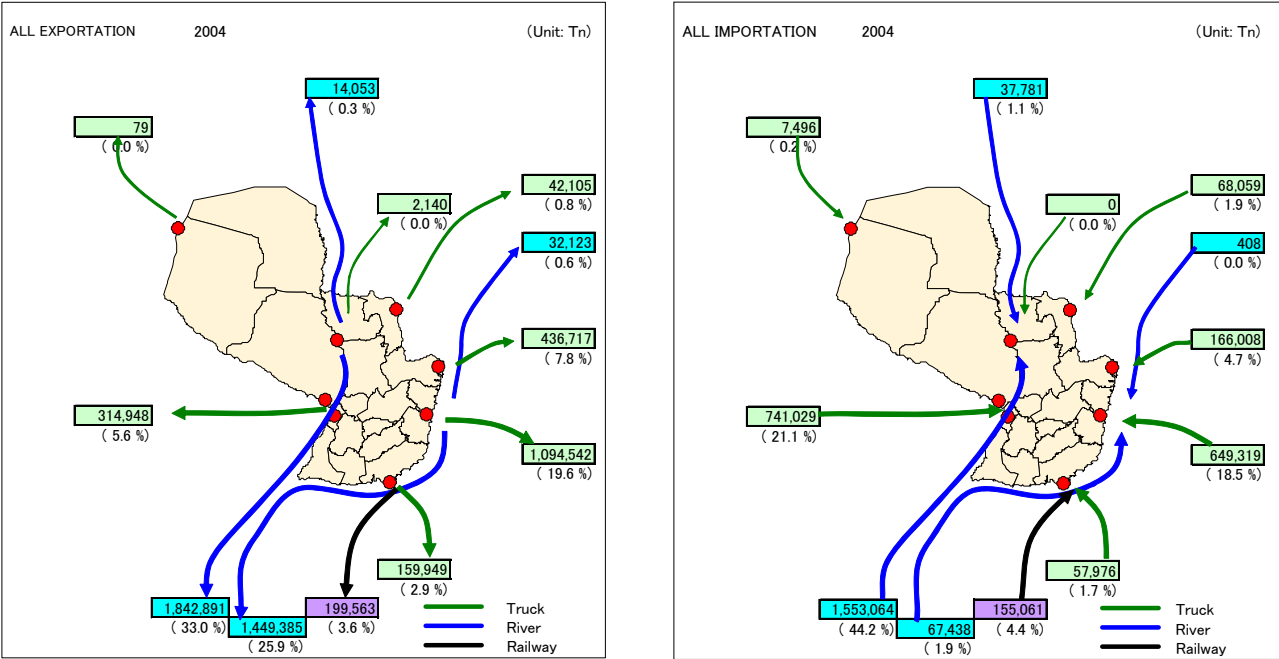 ALL EXPORTATION 2004 (Unit: Tn)
14,053
( 0.3 %)
79
( 0.0 %)
42,105
( 0.8 %)
2,140
( 0.0 %)
32,123
( 0.6 %)
436,717
( 7.8 %)
314,948
( 5.6 %)
1,094,542
( 19.6 %)
159,949
( 2.9 %)
1,842,891
( 33.0 %)
1,449,385
( 25.9 %)
199,563
( 3.6 %)
Truck
River
Railway
ALL IMPORTATION 2004 (Unit: Tn)
37,781
( 1.1 %)
7,496
( 0.2 %)
68,059
( 1.9 %)
0
( 0.0 %)
408
( 0.0 %)
166,008
( 4.7 %)
741,029
( 21.1 %)
649,319
( 18.5 %)
57,976
( 1.7 %)
1,553,064
( 44.2 %)
67,438
( 1.9 %)
155,061
( 4.4 %)
Truck
River
Railway